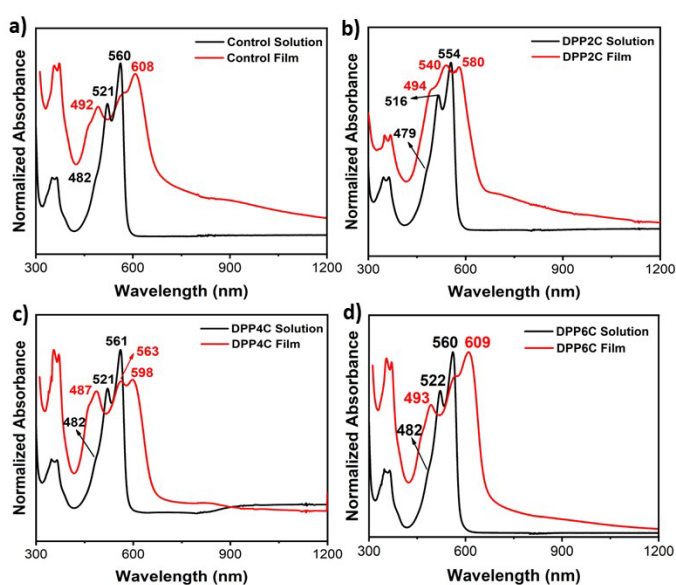 a)
Control Solution
Control Film
560
608
521
492
482
Normalized Absorbance
300 600 900 1200
Wavelength (nm)
b)
DPP2C Solution
DPP2C Film
554
540
580
494
516
479
Normalized Absorbance
300 600 900 1200
Wavelength (nm)
c)
DPP4C Solution
DPP4C Film
561
563
521
598
487
482
Normalized Absorbance
300 600 900 1200
Wavelength (nm)
d)
DPP6C Solution
DPP6C Film
560
609
522
493
482
Normalized Absorbance
300 600 900 1200
Wavelength (nm)